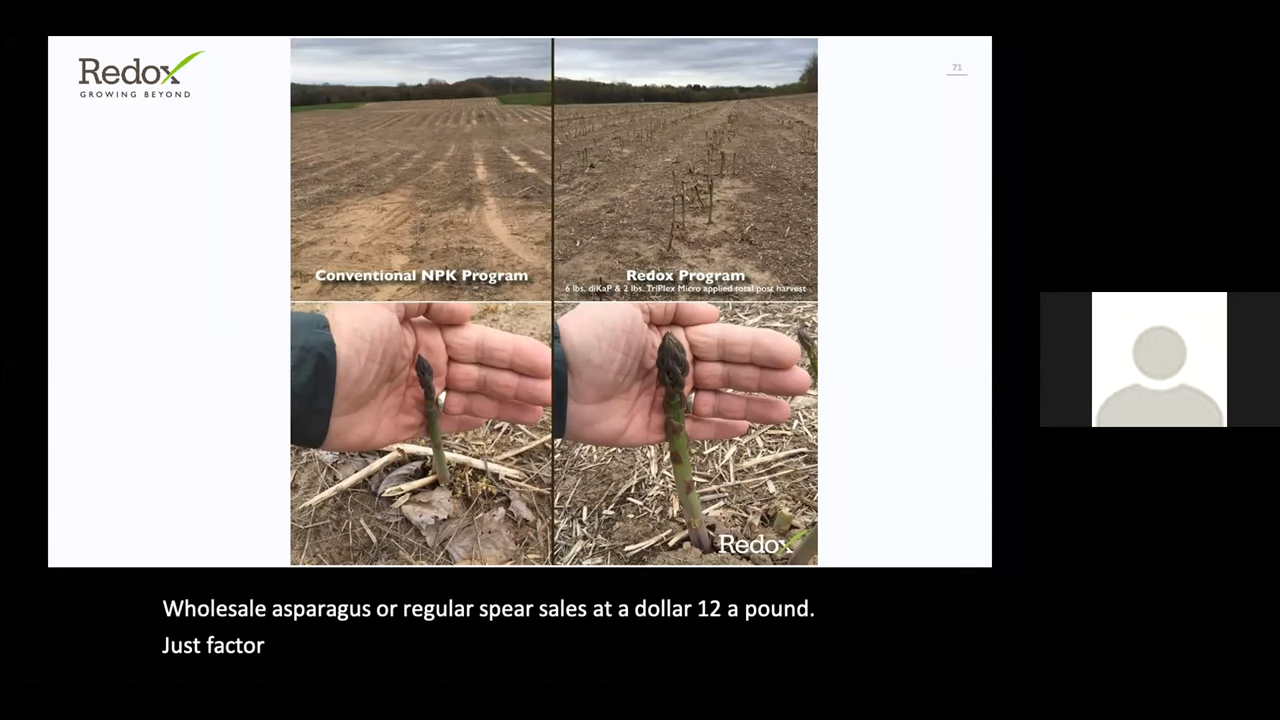 Redox
GROWING BEYOND
71
Conventional NPK Program
Redox Program
6 lbs. diKaP & 2 lbs. TriPlex Micro applied total post harvest
Redox
Wholesale asparagus or regular spear sales at a dollar 12 a pound.
Just factor